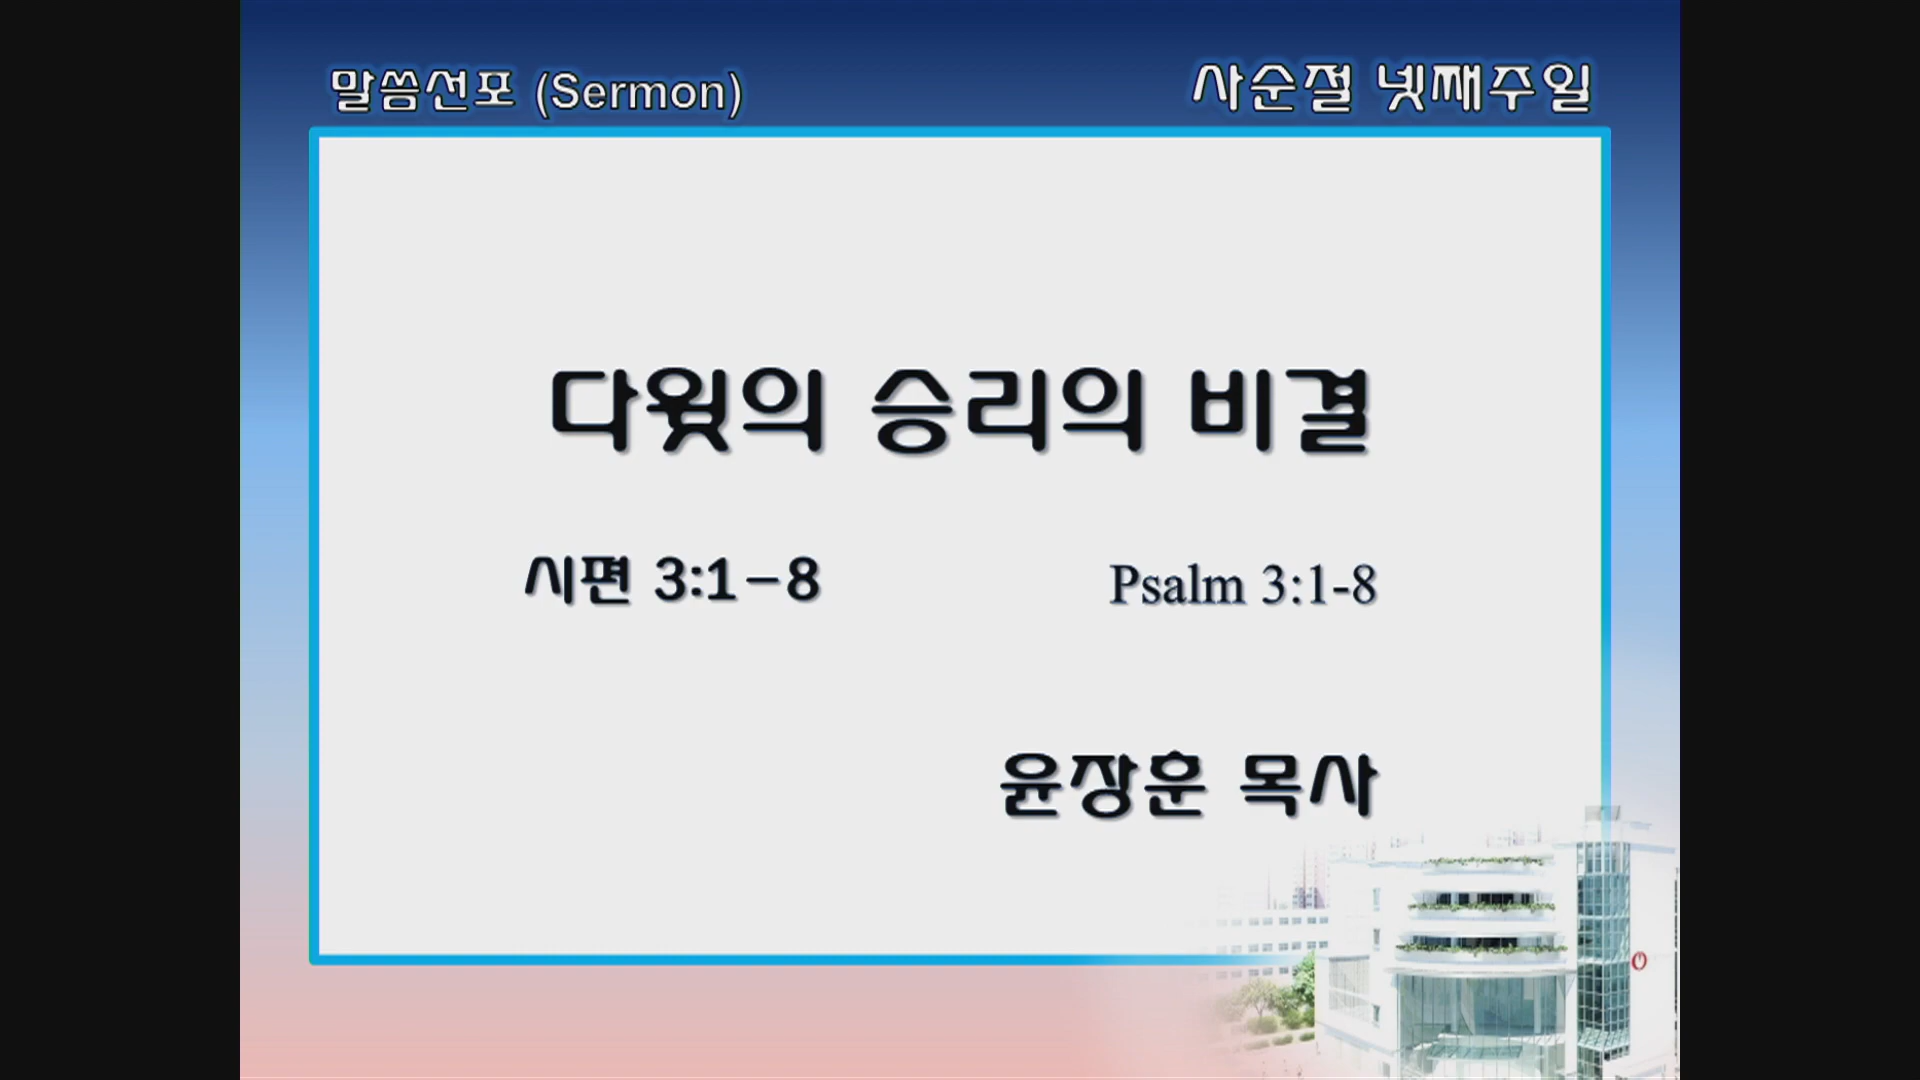 말씀선포 (Sermon)
사순절 넷째주일
다윗의 승리의 비결
시편 3:1-8
Psalm 3:1-8
윤장훈 목사